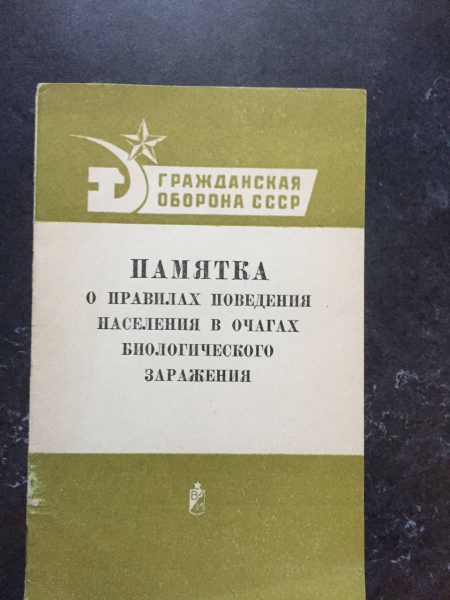 ГРАЖДАНСКАЯ
ОБОРОНА СССР
ПАМЯТКА
О ПРАВИЛАХ ПОВЕДЕНИЯ
НАСЕЛЕНИЯ В ОЧАГАХ
БИОЛОГИЧЕСКОГО
ЗАРАЖЕНИЯ